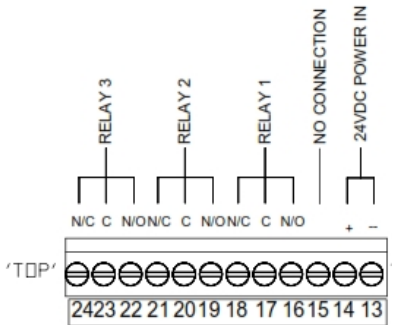 RELAY 3
RELAY 2
RELAY 1
NO CONNECTION
24VDC POWER IN
N/C C N/O N/C C N/O N/C C N/O + --
'TOP'
24 23 22 21 20 19 18 17 16 15 14 13